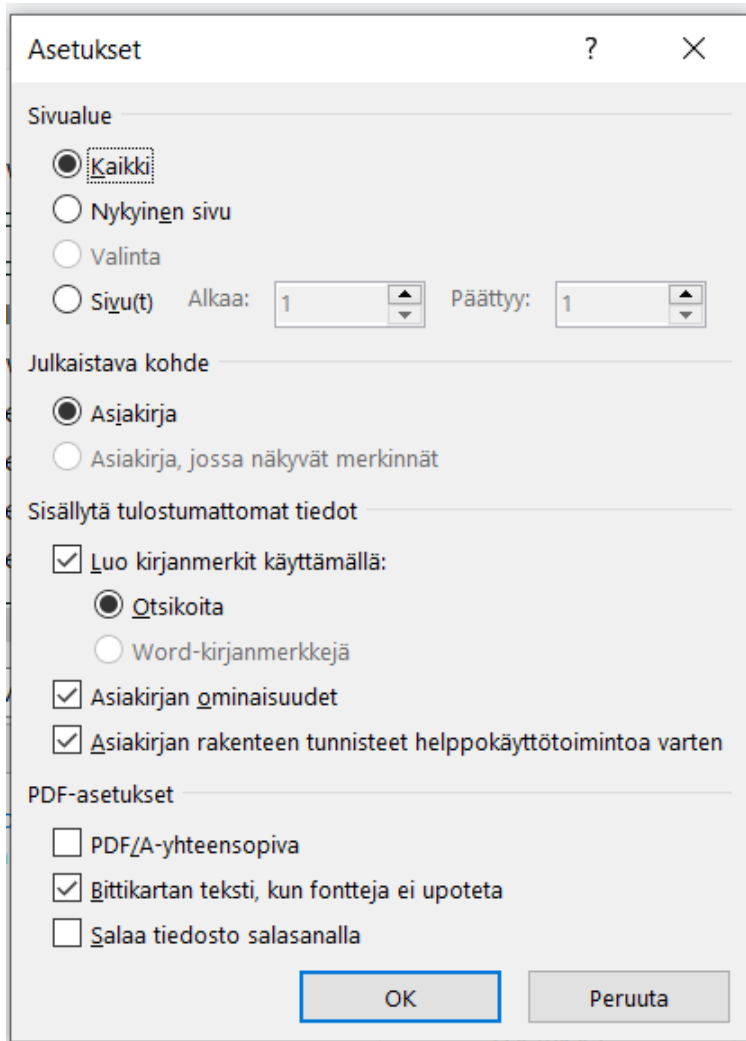 Asetukset ?
Sivualue
Kaikki
Nykyinen sivu
Valinta
Sivu(t) Alkaa: 1 Päättyy: 1
Julkaistava kohde
Asiakirja
Asiakirja, jossa näkyvät merkinnät
Sisällytä tulostumattomat tiedot
Luo kirjanmerkit käyttämällä:
Otsikoita
Word-kirjanmerkkejä
Asiakirjan ominaisuudet
Asiakirjan rakenteen tunnisteet helppokäyttötoimintoa varten
PDF-asetukset
PDF/A-yhteensopiva
Bittikartan teksti, kun fontteja ei upoteta
Salaa tiedosto salasanalla
OK Peruuta